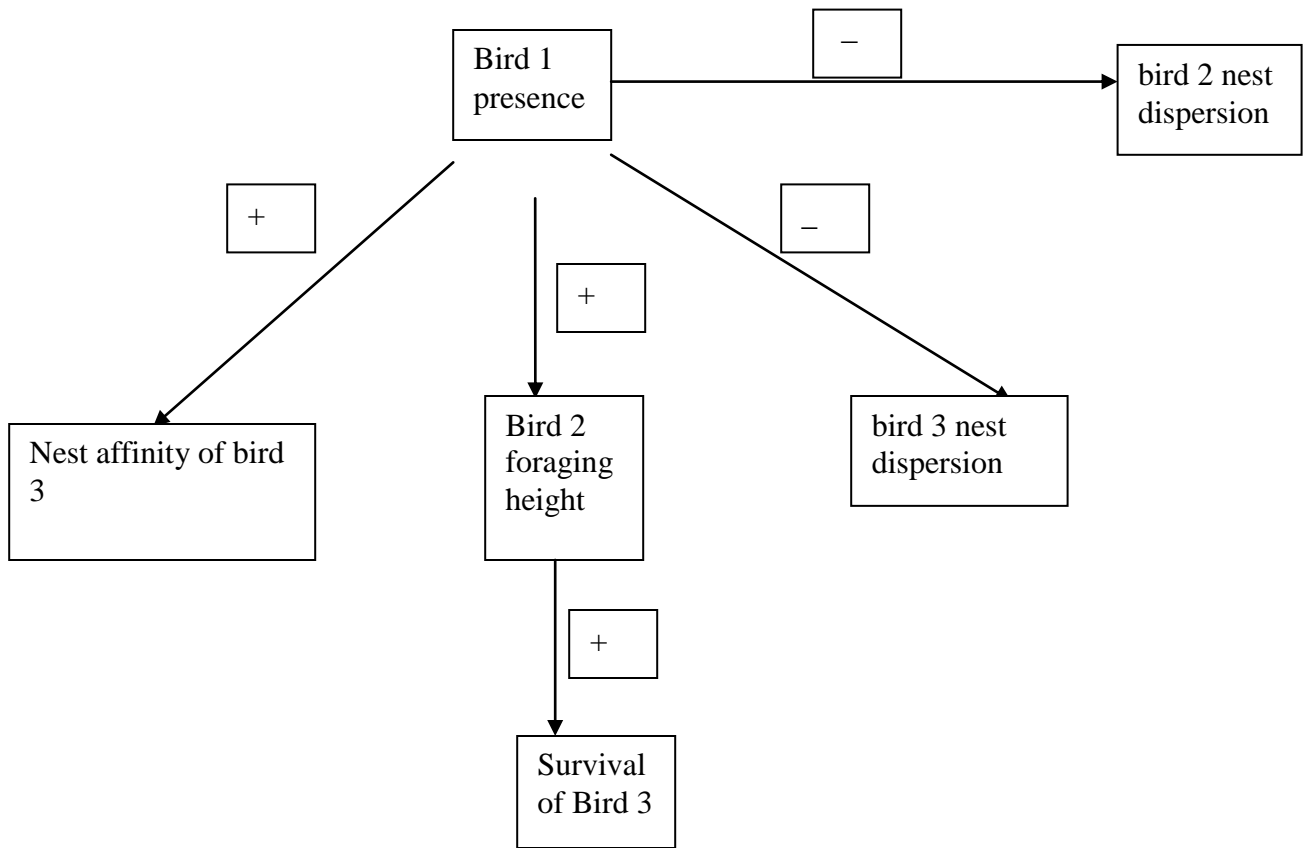 Bird 1
presence
–
bird 2 nest
dispersion
+
–
+
Nest affinity of bird
3
Bird 2
foraging
height
bird 3 nest
dispersion
+
Survival
of Bird 3